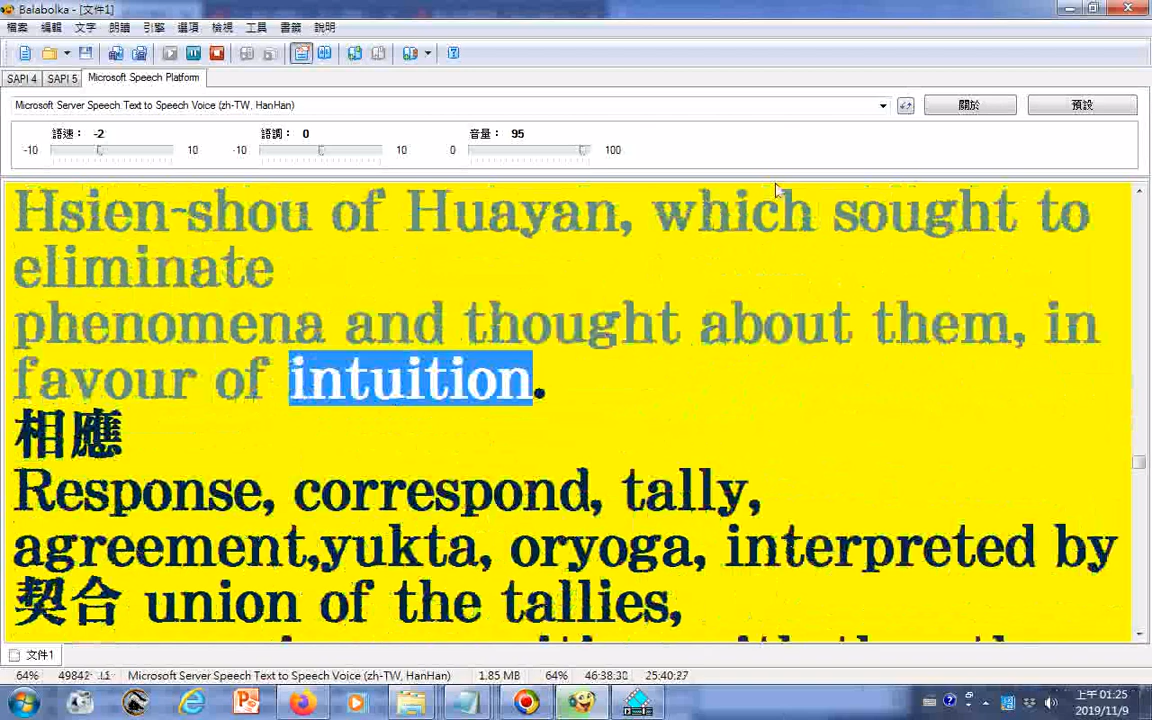 Balabolka - [文件1]
檔案 編輯 文字 朗讀 引擎 選項 檢視 工具 書籤 說明
SAPI 4 SAPI 5 Microsoft Speech Platform
Microsoft Server Speech Text to Speech Voice (zh-TW, HanHan) 關於 預設
語速： -2 語調： 0 音量： 95
-10 10 -10 10 0 100
Hsien-shou of Huayan, which sought to
eliminate
phenomena and thought about them, in
favour of intuition.
相應
Response, correspond, tally,
agreement,yukta, oryoga, interpreted by
契合 union of the tallies,
文件1
64% Microsoft Server Speech Text to Speech Voice (zh-TW, HanHan) 1.85 MB 64% 46:38:38 25:40:27
上午 01:25
2019/11/9